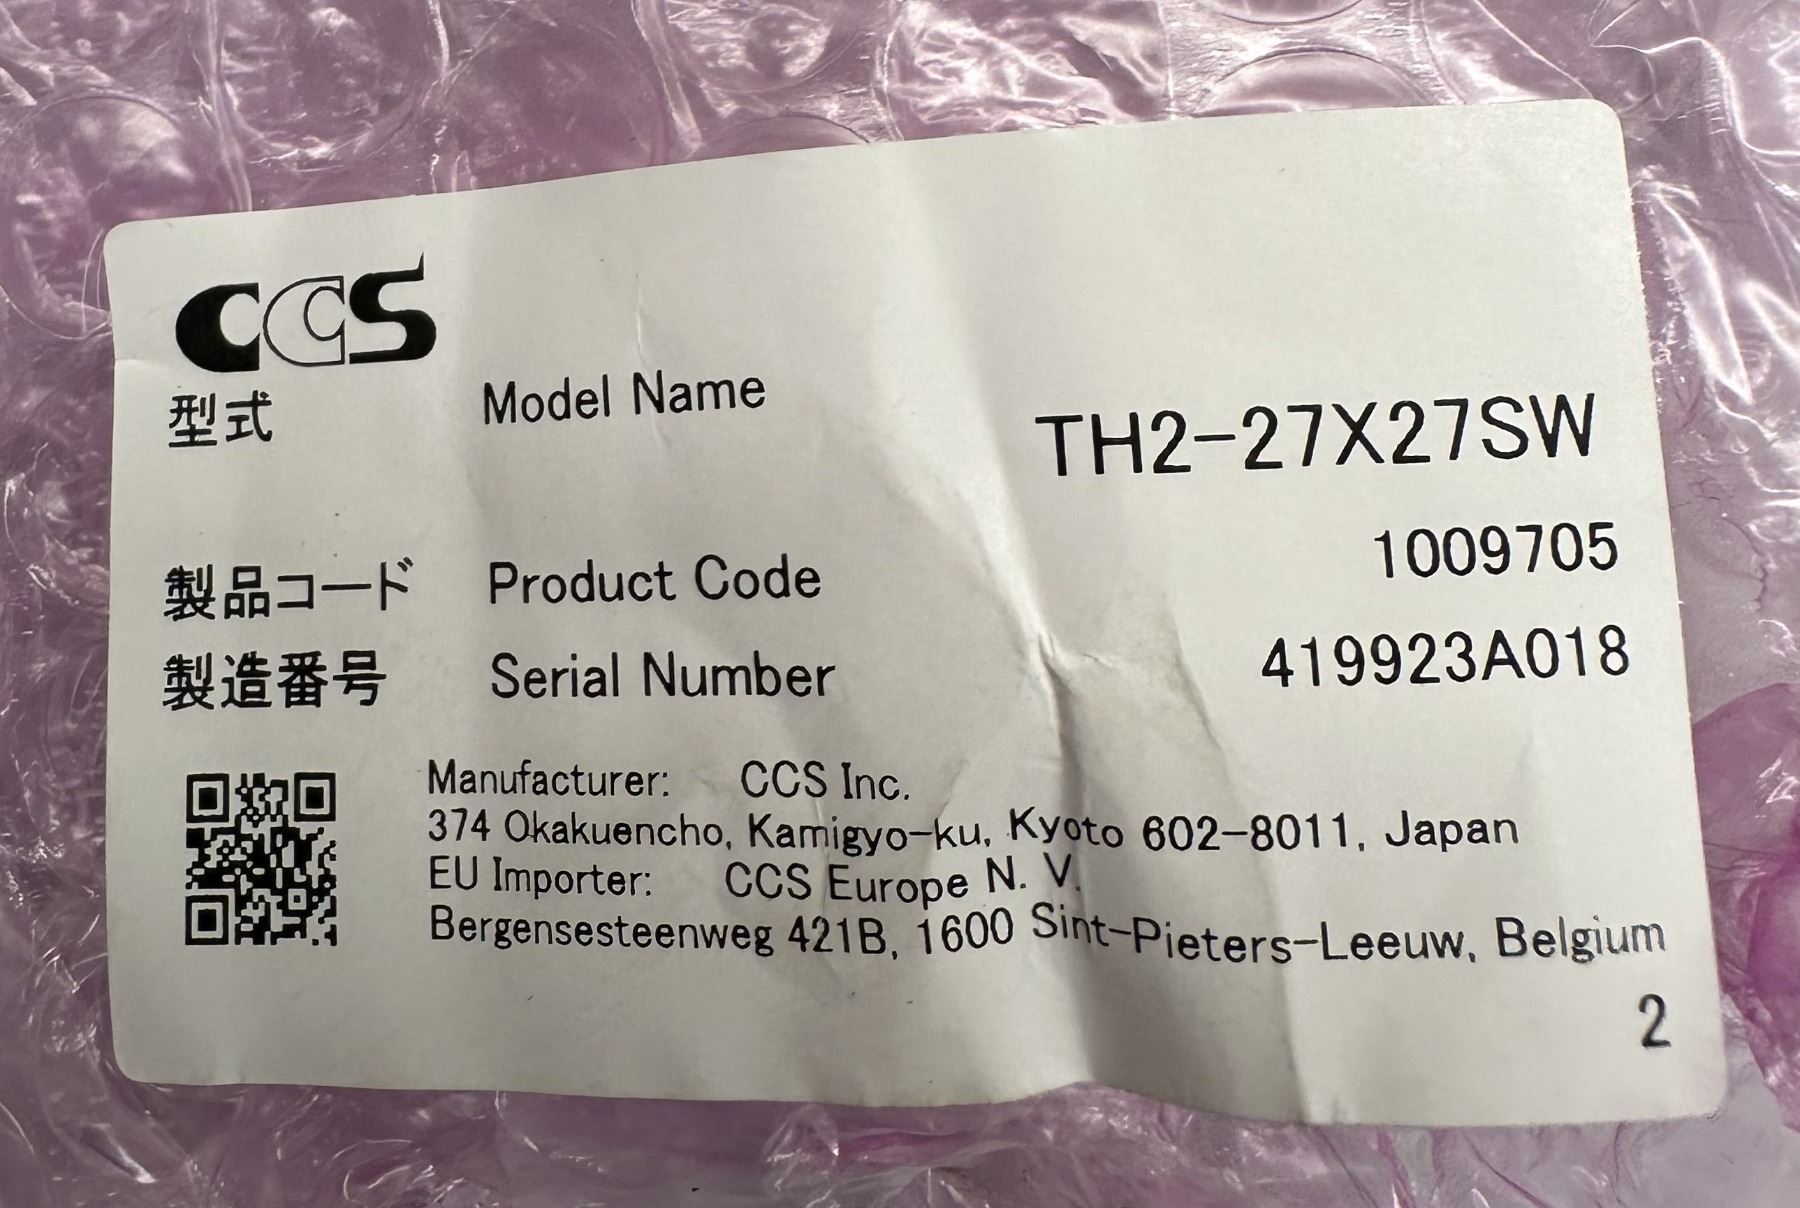 CCS
型式 Model Name TH2-27X27SW
製品コード Product Code 1009705
製造番号 Serial Number 419923A018
Manufacturer: CCS Inc.
374 Okakuencho, Kamigyo-ku, Kyoto 602-8011, Japan
EU Importer: CCS Europe N. V.
Bergensesteenweg 421B, 1600 Sint-Pieters-Leeuw, Belgium
2